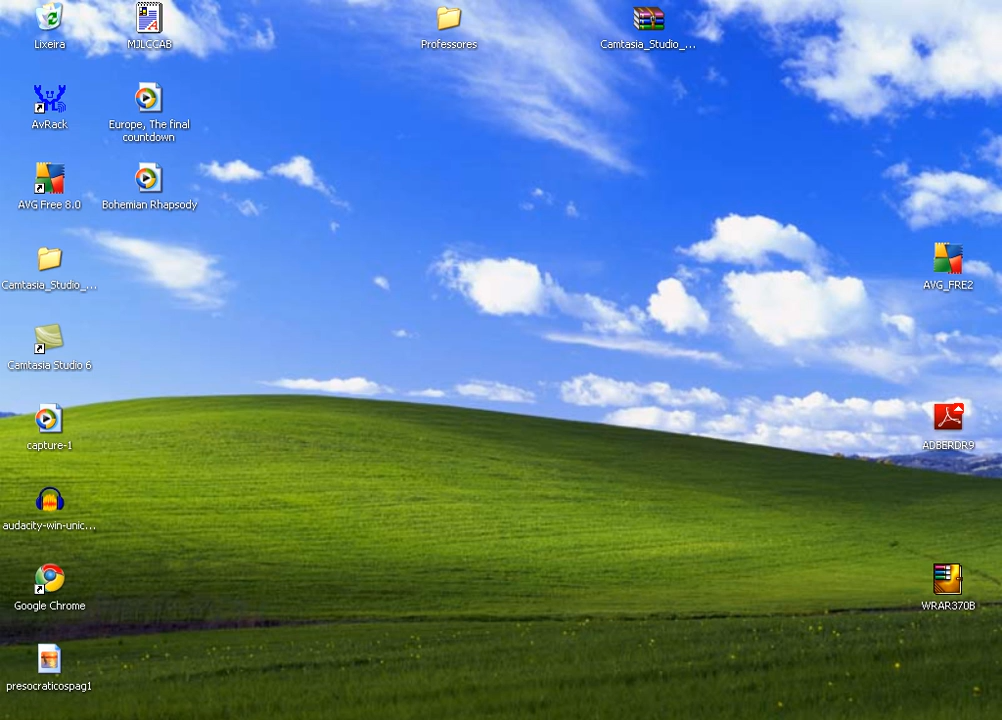 Lixeira
MJLCCAB
Professores
Camtasia_Studio_...
AvRack
Europe, The final
countdown
AVG Free 8.0
Bohemian Rhapsody
Camtasia_Studio_...
AVG_FRE2
Camtasia Studio 6
capture-1
ADBERDR9
audacity-win-unic...
Google Chrome
WRAR370B
presocraticospag1